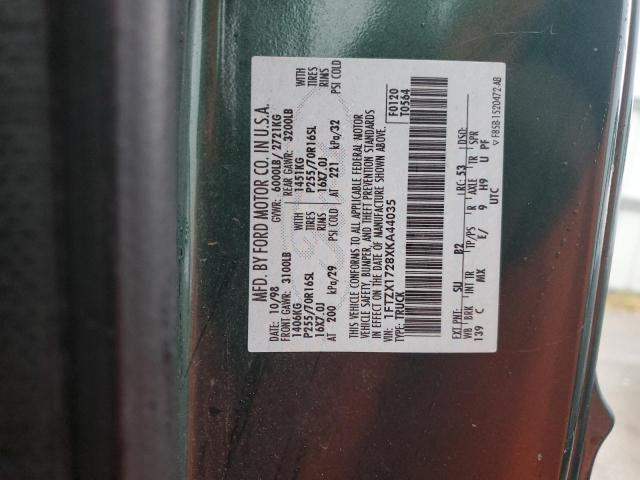 MFD. BY FORD MOTOR CO. IN U.S.A.
DATE: 10/98 GVWR: 6000LB/ 2721KG
FRONT GAWR: 3100LB REAR GAWR: 3200LB WITH
1406KG 1451KG TIRES
P255/70R16SL P255/70R16SL RIMS
16X7.0J 16X7.0J PSI COLD
AT 200 kPa/29 PSI COLD AT 221 kPa/32
WITH
TIRES
RIMS
THIS VEHICLE CONFORMS TO ALL APPLICABLE FEDERAL MOTOR
VEHICLE SAFETY, BUMPER, AND THEFT PREVENTION STANDARDS
IN EFFECT ON THE DATE OF MANUFACTURE SHOWN ABOVE.
VIN: 1FTZX1728XKA44035 F0120
TYPE: TRUCK T0564
EXT PNT: SU B2 RC: 53 DSO:
WB BRK INT TR TP/PS R AXLE TR SPR
139 C MX E/ 9 H9 U PF
UTC
▽ F85B-1520472-AB